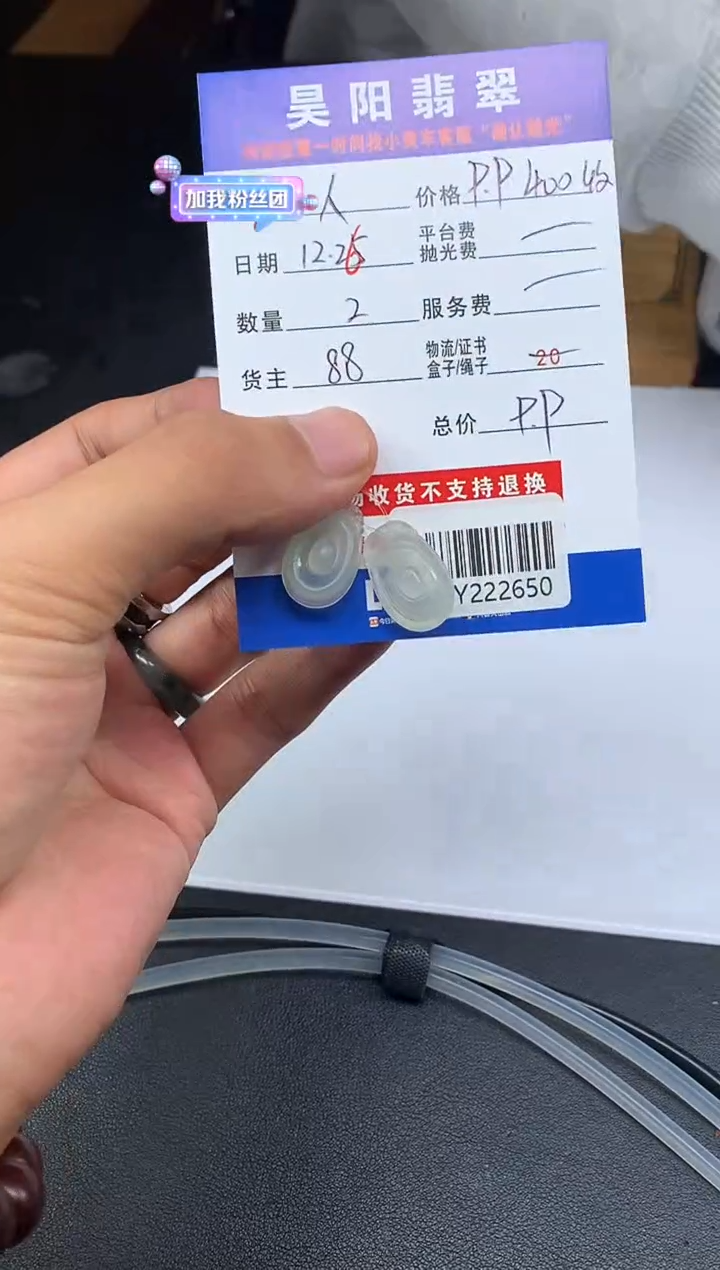 昊阳翡翠
加我粉丝团
人 价格 P.P 400 收
日期 12.26 平台费 抛光费
数量 2 服务费
货主 88 物流/证书 盒子/绳子 20
总价 P.P
收货不支持退换
Y222650